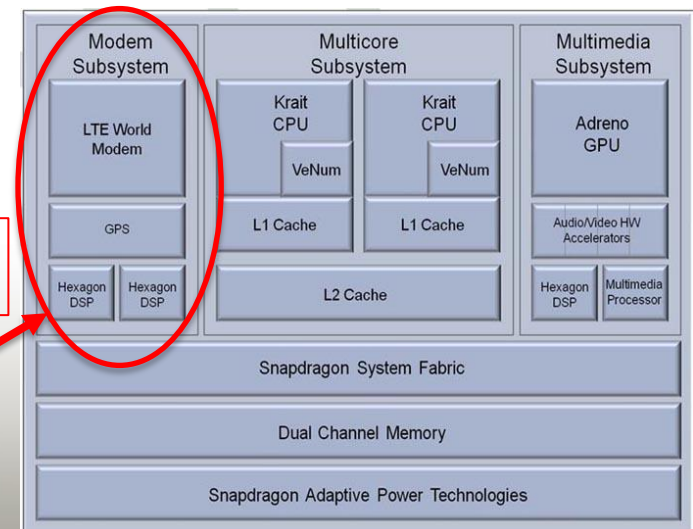 Modem
Subsystem
LTE World
Modem
GPS
Hexagon
DSP
Hexagon
DSP
Multicore
Subsystem
Krait
CPU
VeNum
Krait
CPU
VeNum
L1 Cache
L1 Cache
L2 Cache
Multimedia
Subsystem
Adreno
GPU
Audio/Video HW
Accelerators
Hexagon
DSP
Multimedia
Processor
Snapdragon System Fabric
Dual Channel Memory
Snapdragon Adaptive Power Technologies